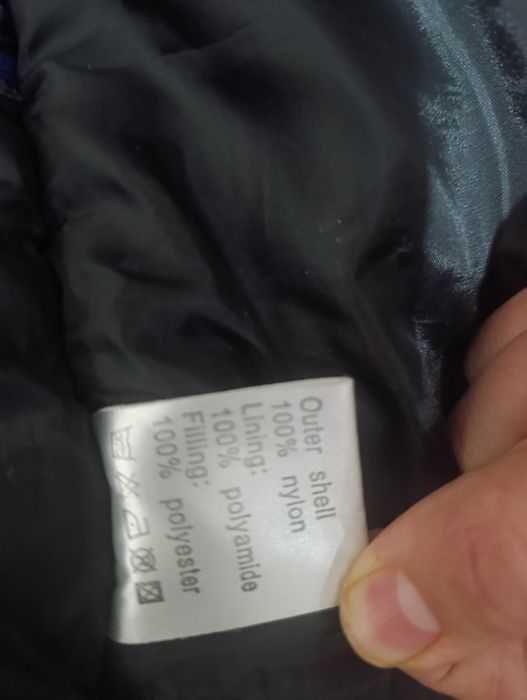 Outer shell
100% nylon
Lining:
100% polyamide
Filling:
100% polyester